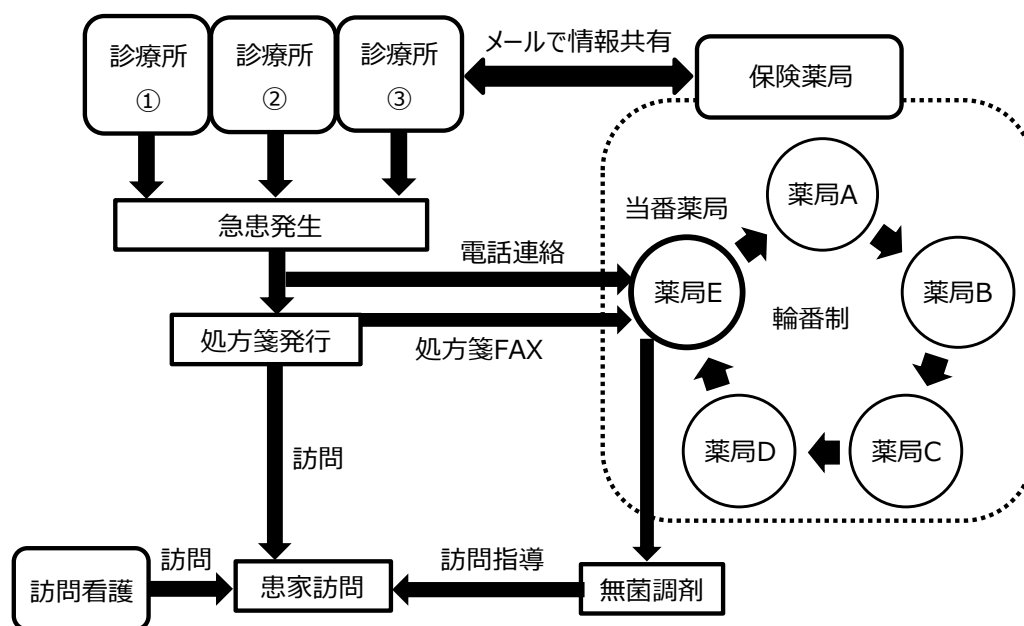 診療所
①
診療所
②
診療所
③
メールで情報共有
保険薬局
急患発生
電話連絡
処方箋発行
処方箋FAX
当番薬局
薬局A
薬局B
薬局C
薬局D
薬局E
輪番制
訪問
訪問看護
訪問
患家訪問
訪問指導
無菌調剤